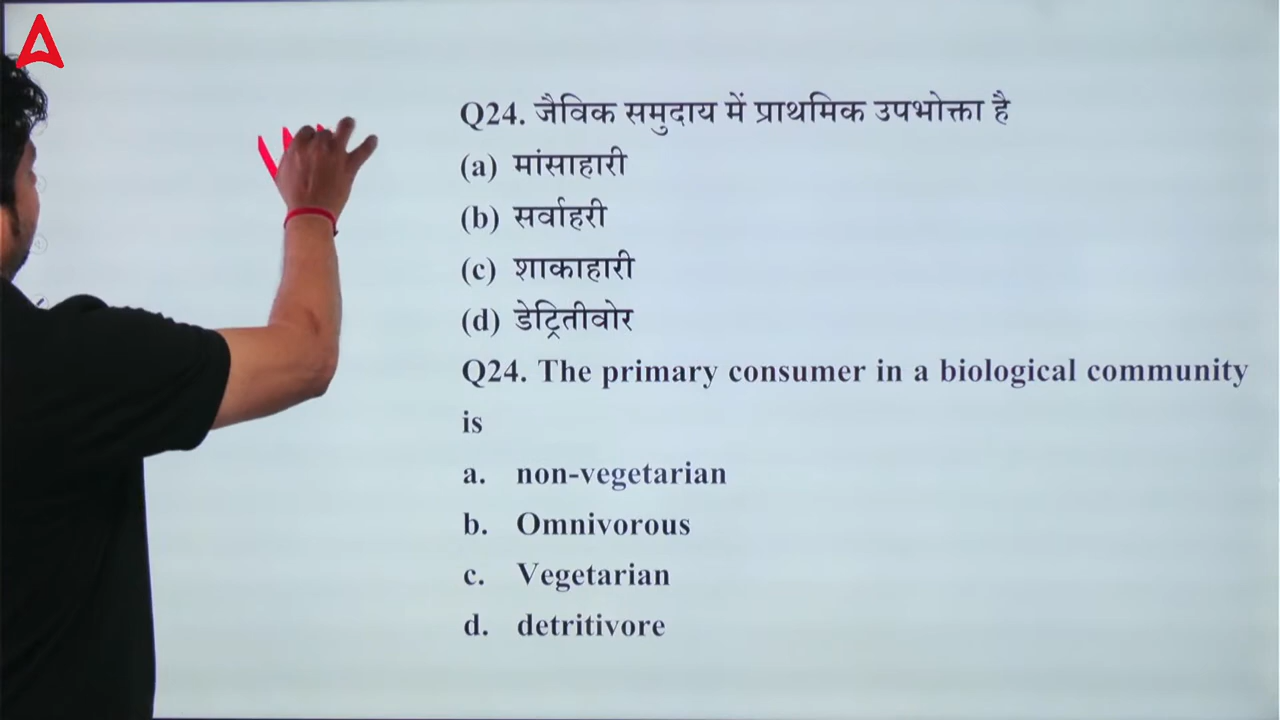 Q24. जैविक समुदाय में प्राथमिक उपभोक्ता है
(a) मांसाहारी
(b) सर्वाहरी
(c) शाकाहारी
(d) डेट्रितीवोर
Q24. The primary consumer in a biological community
is
a. non-vegetarian
b. Omnivorous
c. Vegetarian
d. detritivore